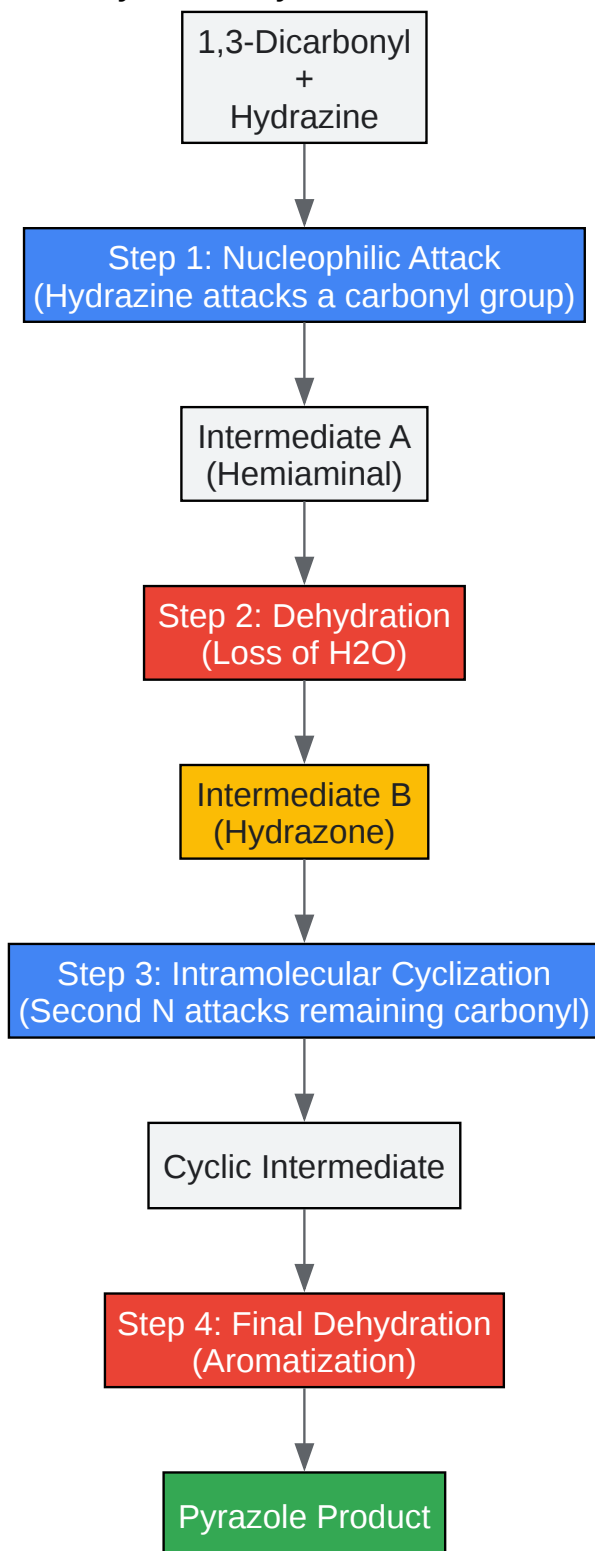 1,3-Dicarbonyl
+
Hydrazine
Step 1: Nucleophilic Attack
(Hydrazine attacks a carbonyl group)
Intermediate A
(Hemiaminal)
Step 2: Dehydration
(Loss of H2O)
Intermediate B
(Hydrazone)
Step 3: Intramolecular Cyclization
(Second N attacks remaining carbonyl)
Cyclic Intermediate
Step 4: Final Dehydration
(Aromatization)
Pyrazole Product